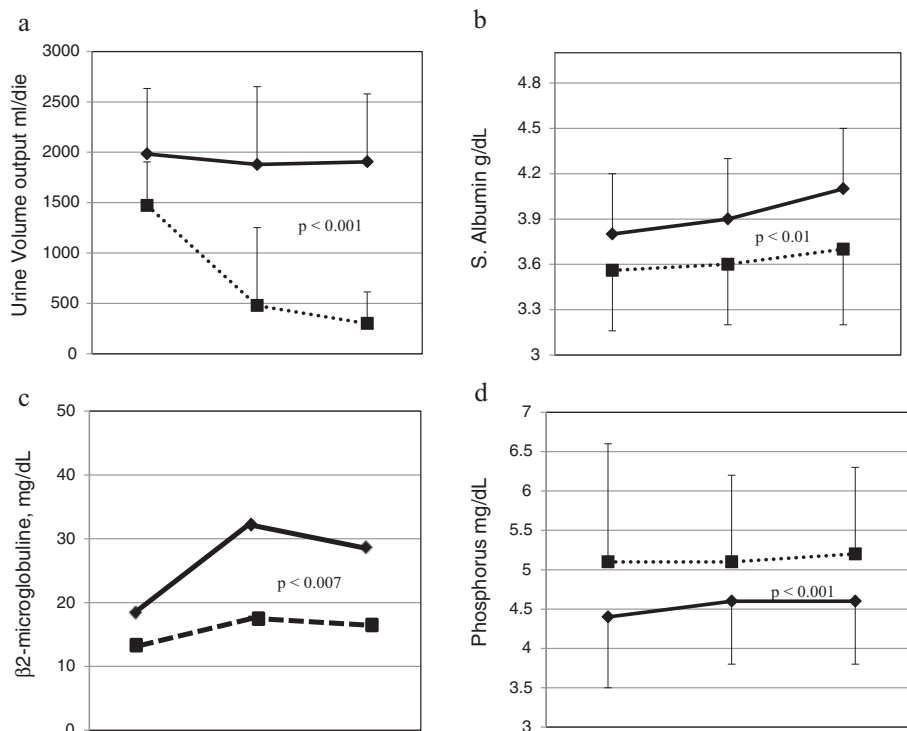 a
Urine Volume output ml/die
3000
2500
2000
1500
1000
500
0
p < 0.001
b
S. Albumin g/dL
4.8
4.5
4.2
3.9
3.6
3.3
3
p < 0.01
c
β2-microglobuline, mg/dL
50
40
30
20
10
0
p < 0.007
d
Phosphorus mg/dL
7
6.5
6
5.5
5
4.5
4
3.5
3
p < 0.001